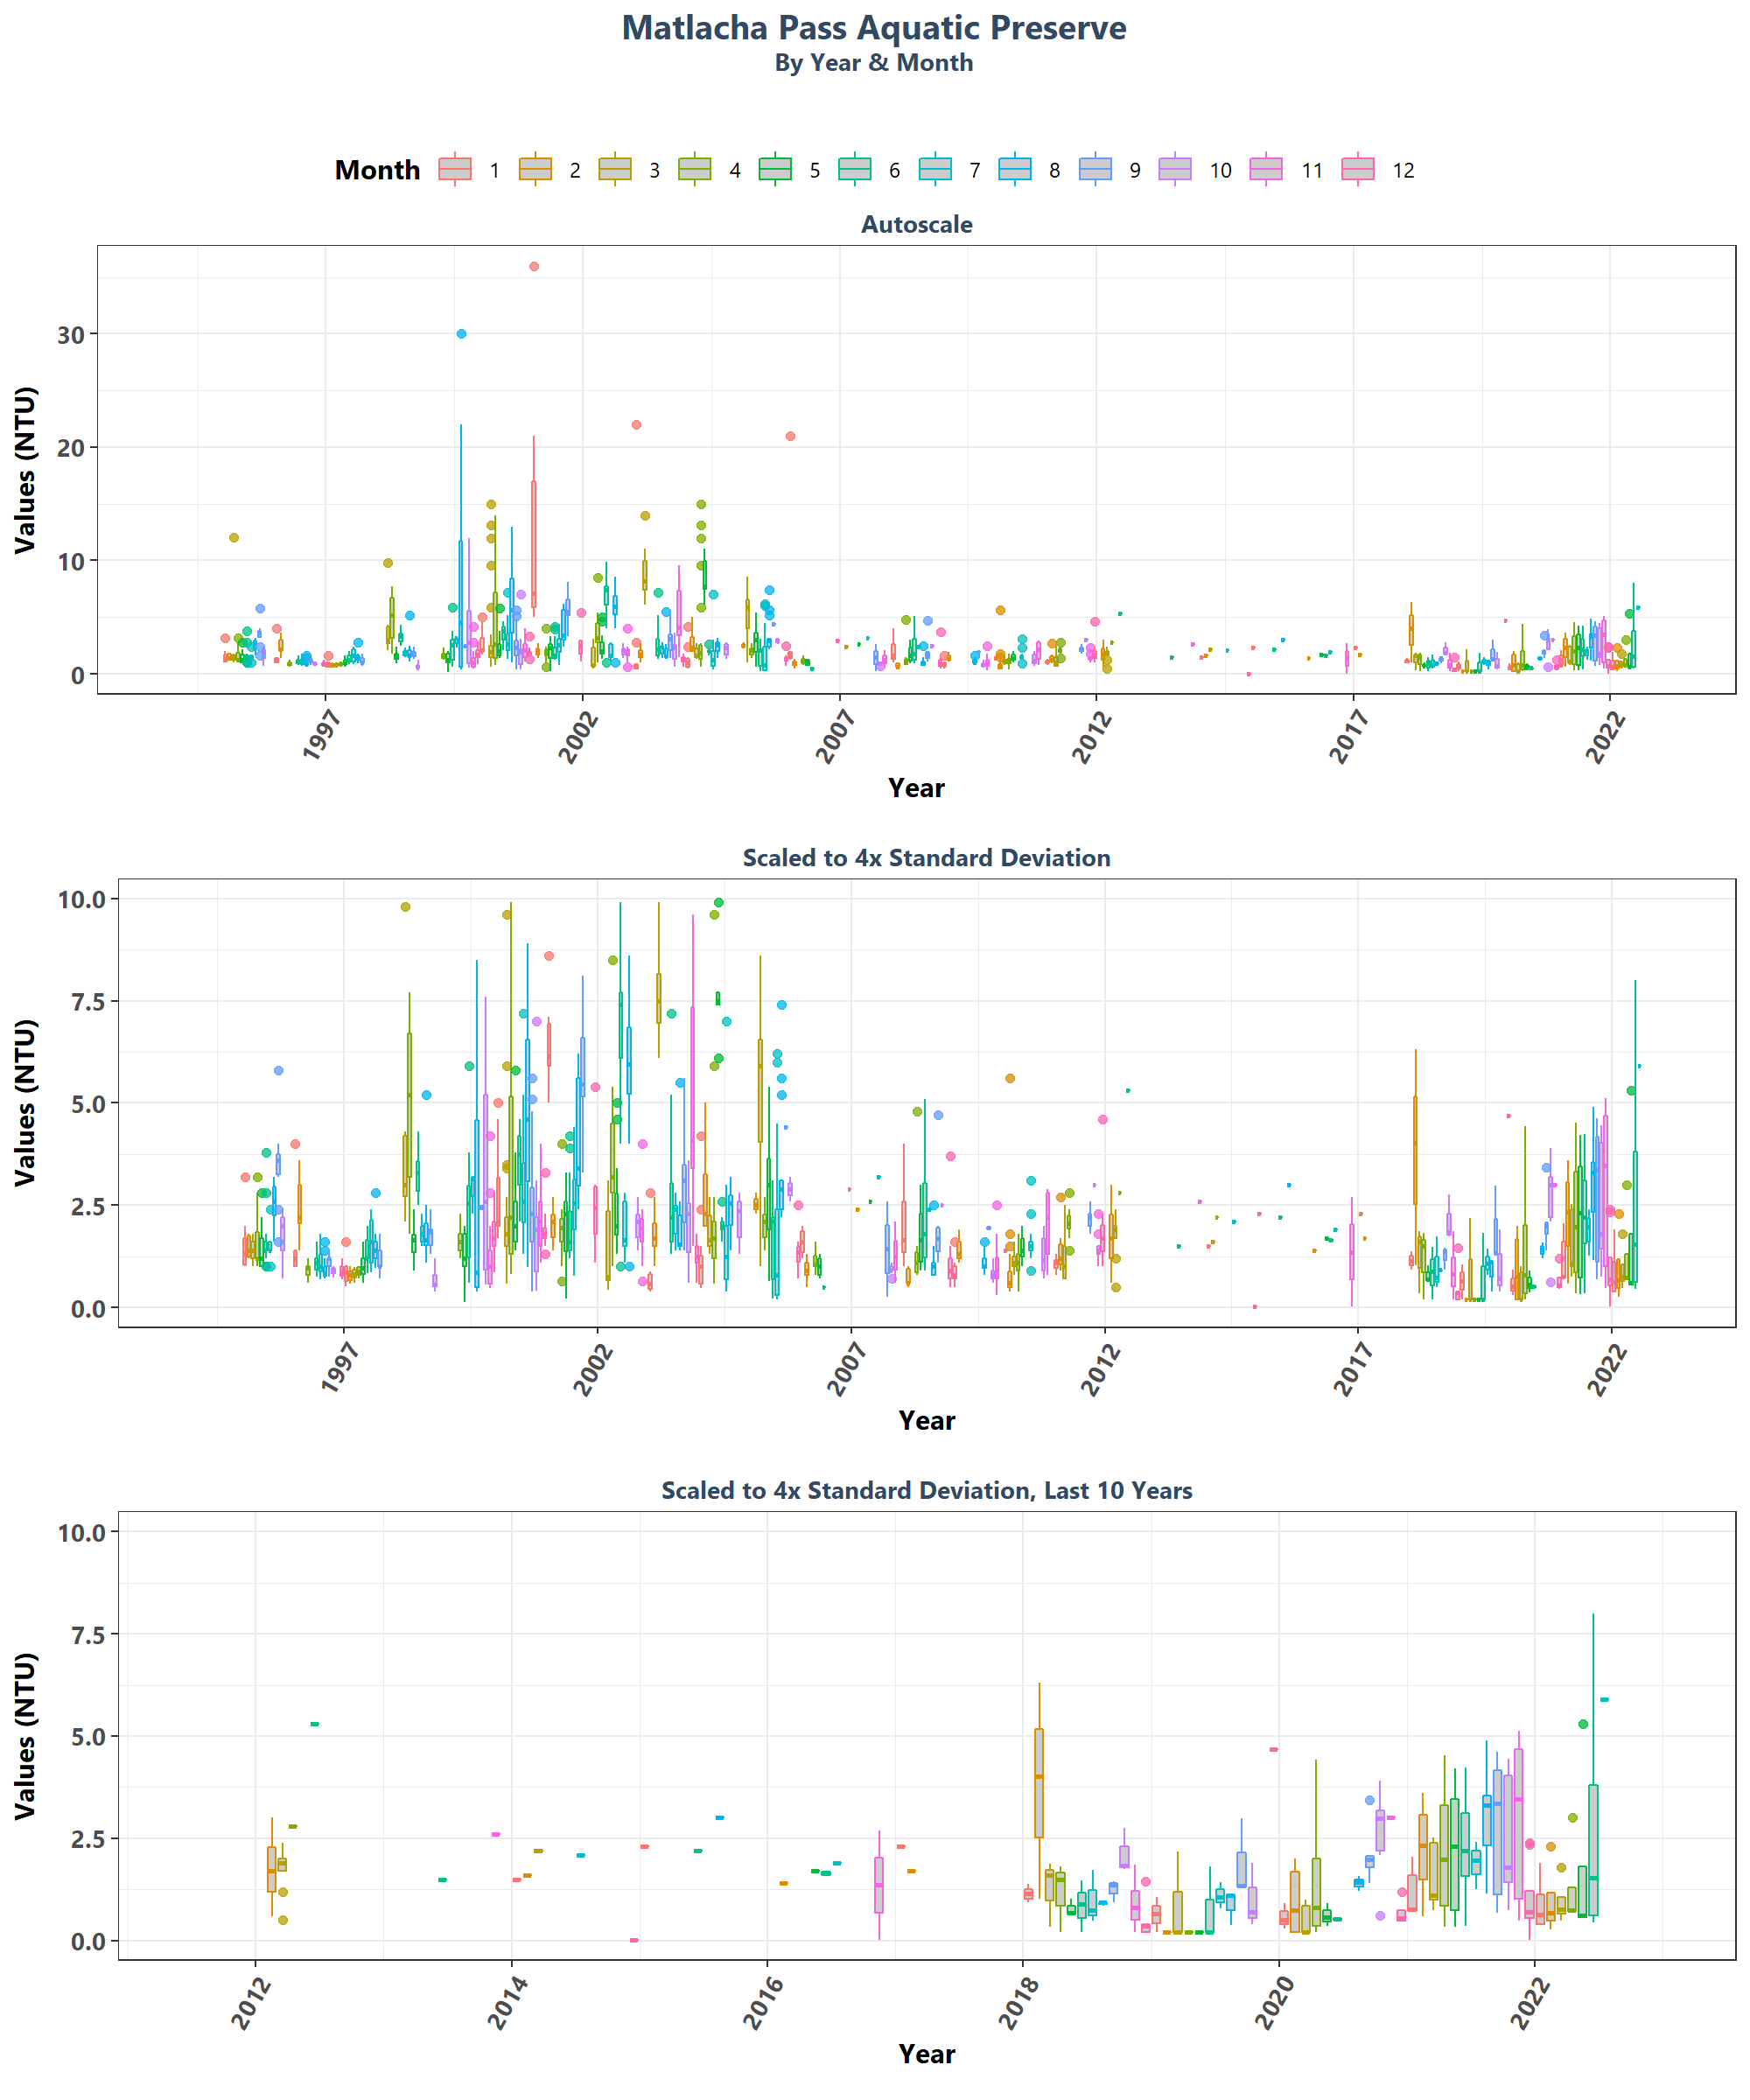 Matlacha Pass Aquatic Preserve
By Year & Month
Month 1 2 3 4 5 6 7 8 9 10 11 12
Autoscale
Values (NTU)
30
20
10
0
1997 2002 2007 2012 2017 2022
Year
Scaled to 4x Standard Deviation
Values (NTU)
10.0
7.5
5.0
2.5
0.0
1997 2002 2007 2012 2017 2022
Year
Scaled to 4x Standard Deviation, Last 10 Years
Values (NTU)
10.0
7.5
5.0
2.5
0.0
2012 2014 2016 2018 2020 2022
Year